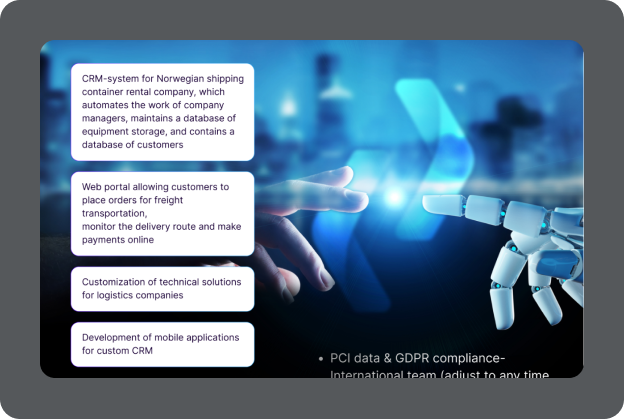 CRM-system for Norwegian shipping
container rental company, which
automates the work of company
managers, maintains a database of
equipment storage, and contains a
database of customers
Web portal allowing customers to
place orders for freight
transportation,
monitor the delivery route and make
payments online
Customization of technical solutions
for logistics companies
Development of mobile applications
for custom CRM
• PCI data & GDPR compliance-
International team (adjust to any time